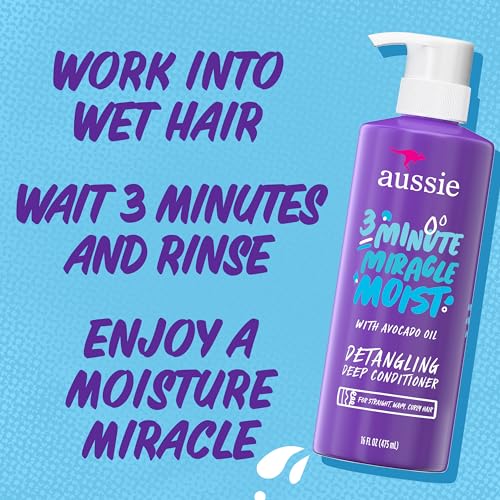 WORK INTO
WET HAIR
WAIT 3 MINUTES
AND RINSE
ENJOY A
MOISTURE
MIRACLE
aussie
3 MINUTE
MIRACLE
MOIST
WITH AVOCADO OIL
DETANGLING
DEEP CONDITIONER
FOR STRAIGHT, WAVY, CURLY HAIR
16 FL OZ (475 mL)